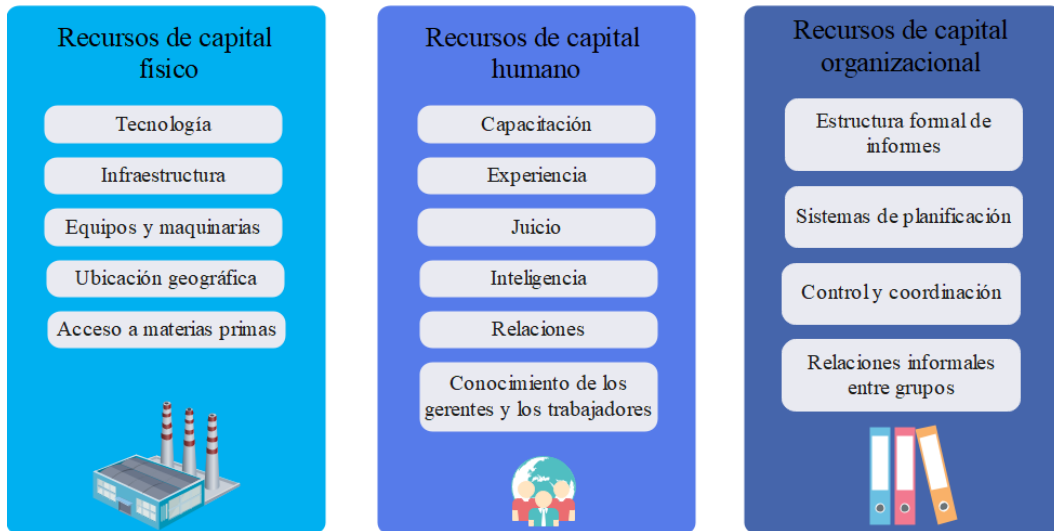 Recursos de capital
físico
Tecnología
Infraestructura
Equipos y maquinarias
Ubicación geográfica
Acceso a materias primas
Recursos de capital
humano
Capacitación
Experiencia
Juicio
Inteligencia
Relaciones
Conocimiento de los
gerentes y los trabajadores
Recursos de capital
organizacional
Estructura formal de
informes
Sistemas de planificación
Control y coordinación
Relaciones informales
entre grupos